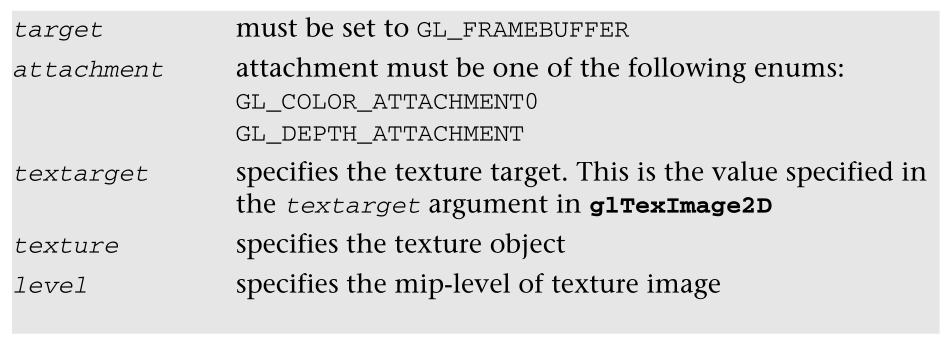 target must be set to GL_FRAMEBUFFER
attachment attachment must be one of the following enums:
GL_COLOR_ATTACHMENT0
GL_DEPTH_ATTACHMENT
textarget specifies the texture target. This is the value specified in
the textarget argument in glTexImage2D
texture specifies the texture object
level specifies the mip-level of texture image